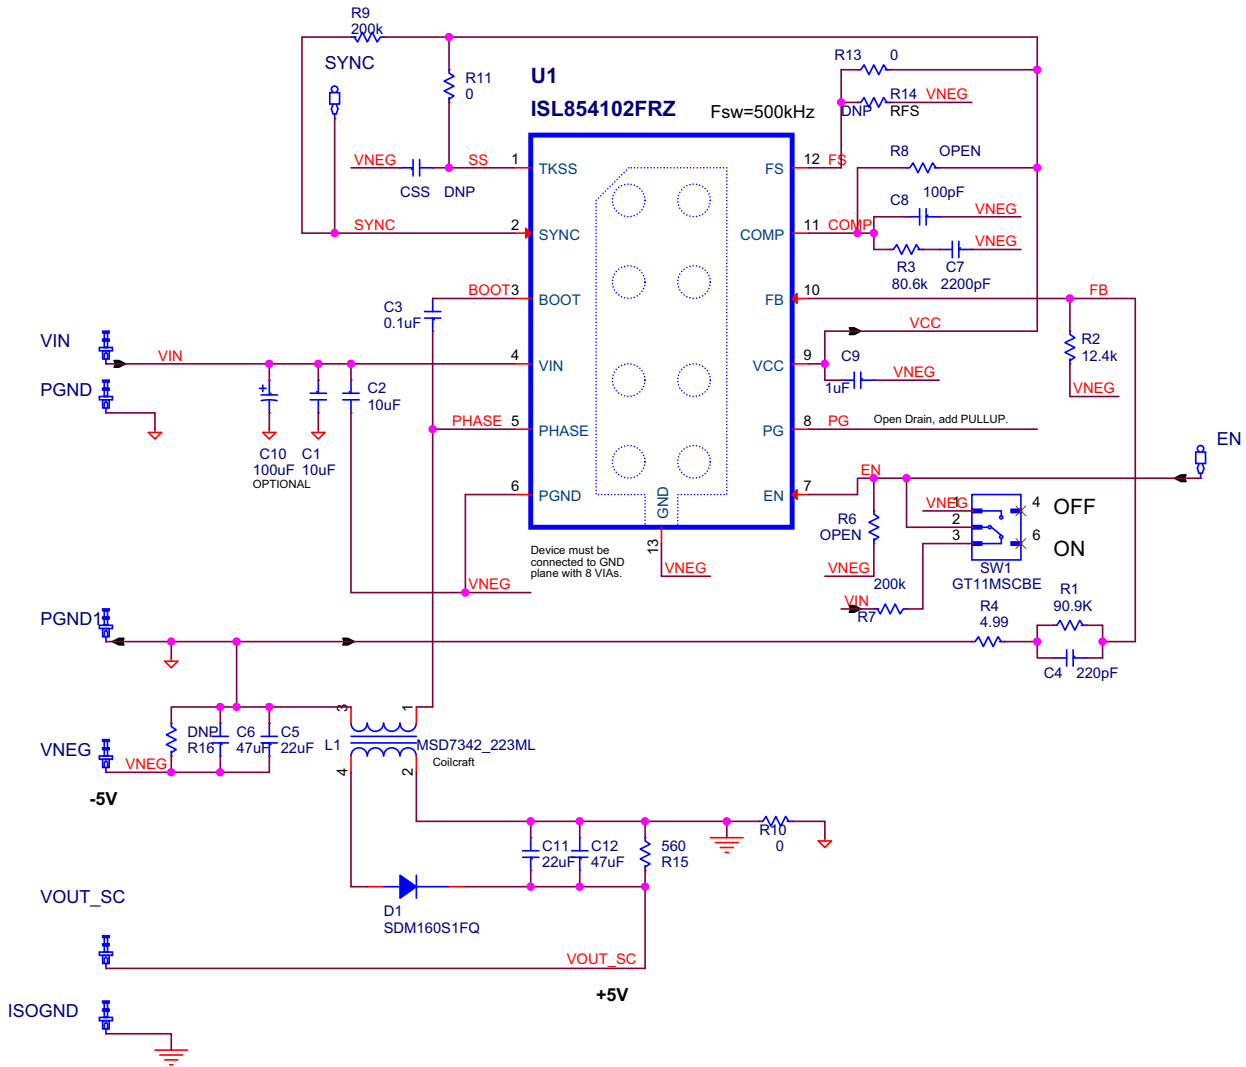 R9
200k
SYNC
R11
0
U1
ISL854102FRZ
Fsw=500kHz
R13 0
R14 VNEG
DNP RFS
VNEG SS 1 TKSS
CSS DNP
FS 12 FS
R8 OPEN
C8 100pF
VNEG
SYNC 2 SYNC
COMP 11 COMP
VNEG
R3 C7
80.6k 2200pF
BOOT 3 BOOT
FB 10 FB
C3
0.1uF
VCC
R2
12.4k
VIN
VIN 4 VIN
VCC 9
C9
1uF
VNEG
VNEG
PGND
C2
10uF
+
PHASE 5 PHASE
PG 8 PG
Open Drain, add PULLUP.
EN
C10 C1
100uF 10uF
OPTIONAL
6 PGND
GND
13
EN 7
EN
VNEG 1
2
3
4 OFF
6 ON
R6
OPEN
Device must be
connected to GND
plane with 8 VIAs.
VNEG
VNEG
VNEG
SW1
GT11MSCBE
200k
VIN
R7
R1
90.9K
R4
4.99
PGND1
C4 220pF
3 1
DNP C6 C5
R16 47uF 22uF
L1
MSD7342_223ML
Coilcraft
4 2
VNEG
VNEG
-5V
R10
0
C11 C12 560
22uF 47uF R15
VOUT_SC
D1
SDM160S1FQ
VOUT_SC
+5V
ISOGND